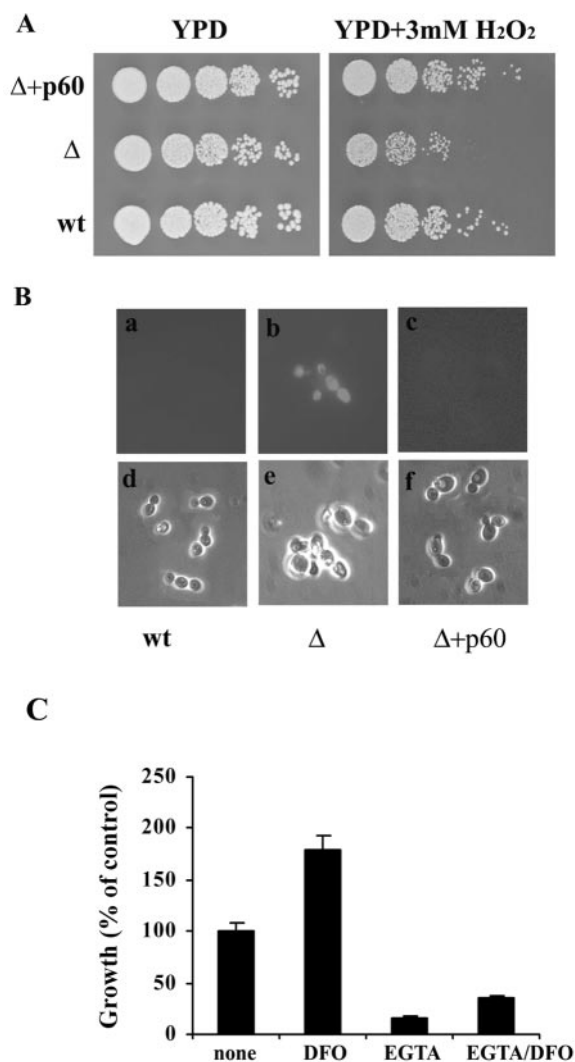 A
YPD
YPD+3mM H₂O₂
Δ+p60
Δ
wt
B
a
b
c
d
e
f
wt
Δ
Δ+p60
C
Growth (% of control)
250
200
150
100
50
0
none
DFO
EGTA
EGTA/DFO